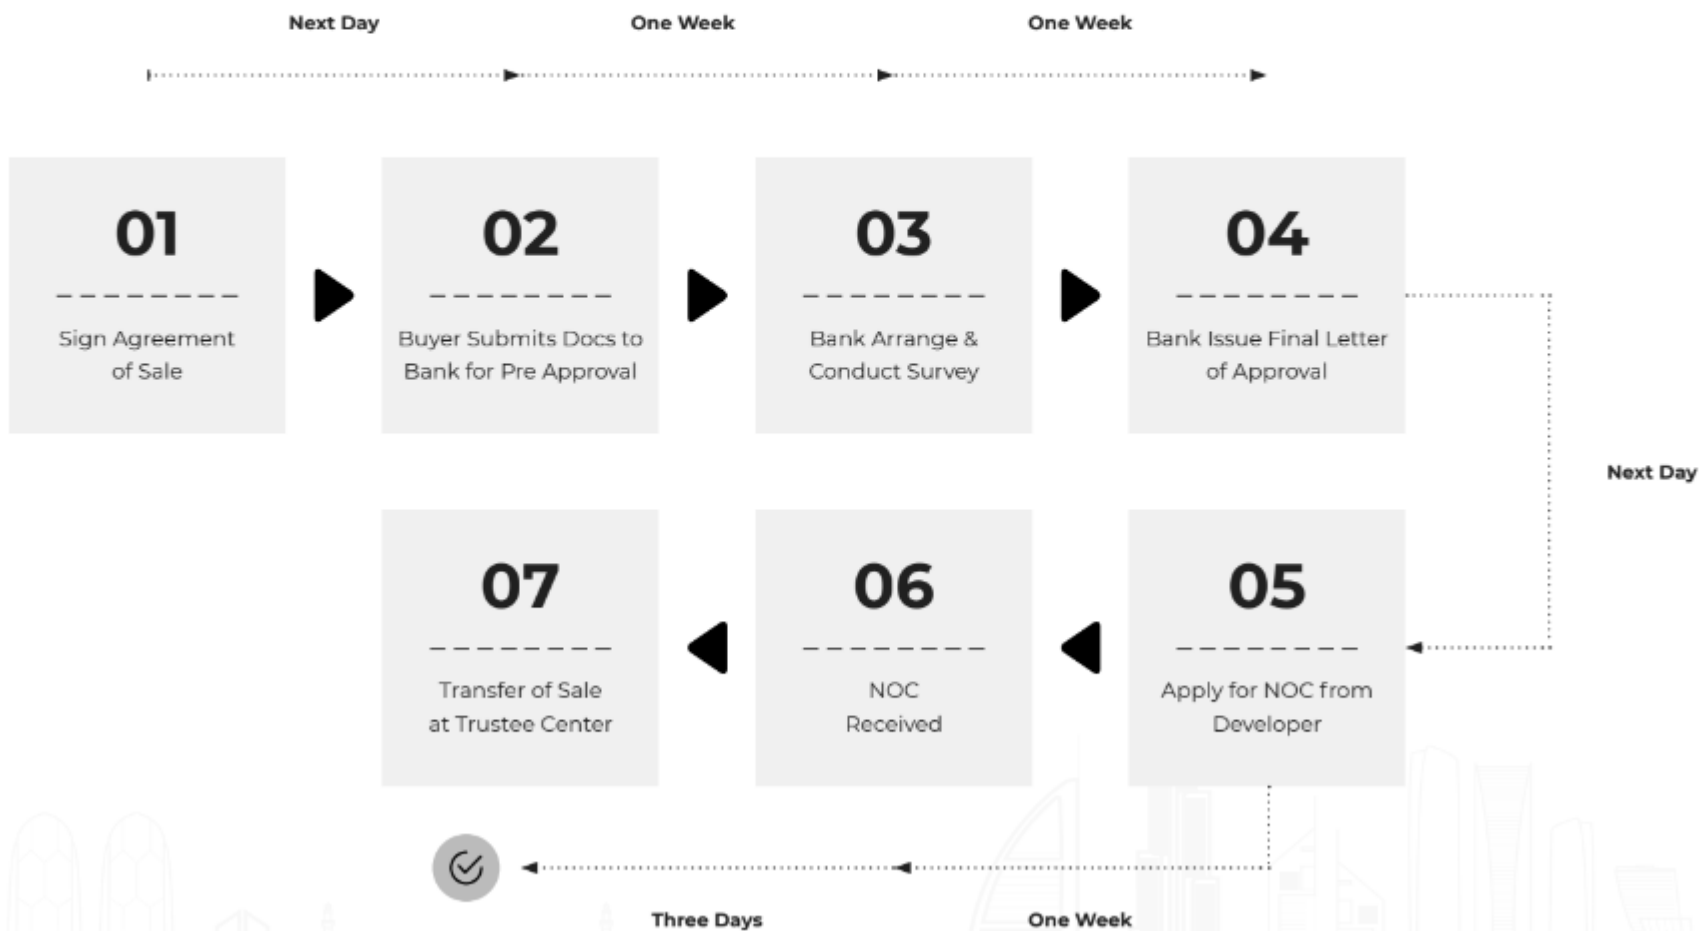 Next Day
One Week
One Week
01
Sign Agreement
of Sale
02
Buyer Submits Docs to
Bank for Pre Approval
03
Bank Arrange &
Conduct Survey
04
Bank Issue Final Letter
of Approval
Next Day
07
Transfer of Sale
at Trustee Center
06
NOC
Received
05
Apply for NOC from
Developer
Three Days
One Week